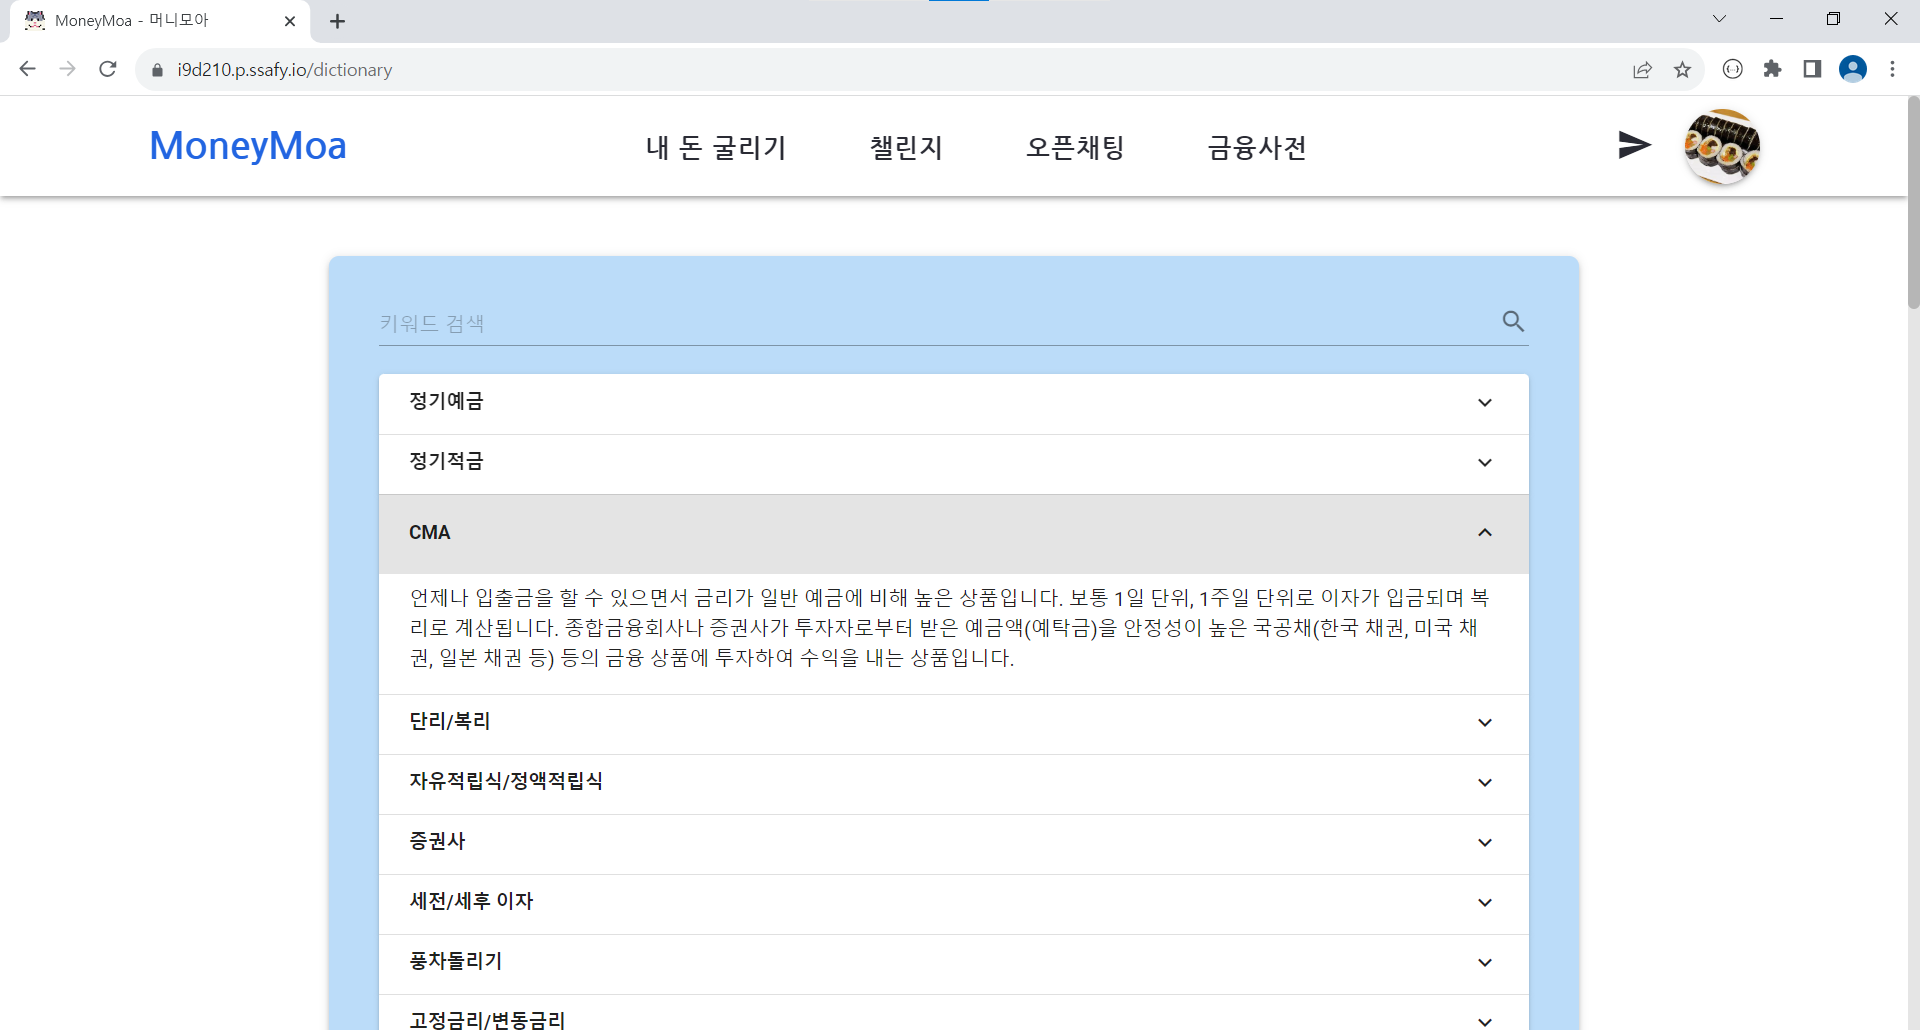 MoneyMoa - 머니모아
i9d210.p.ssafy.io/dictionary
MoneyMoa
내 돈 굴리기
챌린지
오픈채팅
금융사전
키워드 검색
정기예금
정기적금
CMA
언제나 입출금을 할 수 있으면서 금리가 일반 예금에 비해 높은 상품입니다. 보통 1일 단위, 1주일 단위로 이자가 입금되며 복
리로 계산됩니다. 종합금융회사나 증권사가 투자자로부터 받은 예금액(예탁금)을 안정성이 높은 국공채(한국 채권, 미국 채
권, 일본 채권 등) 등의 금융 상품에 투자하여 수익을 내는 상품입니다.
단리/복리
자유적립식/정액적립식
증권사
세전/세후 이자
풍차돌리기
고정금리/변동금리